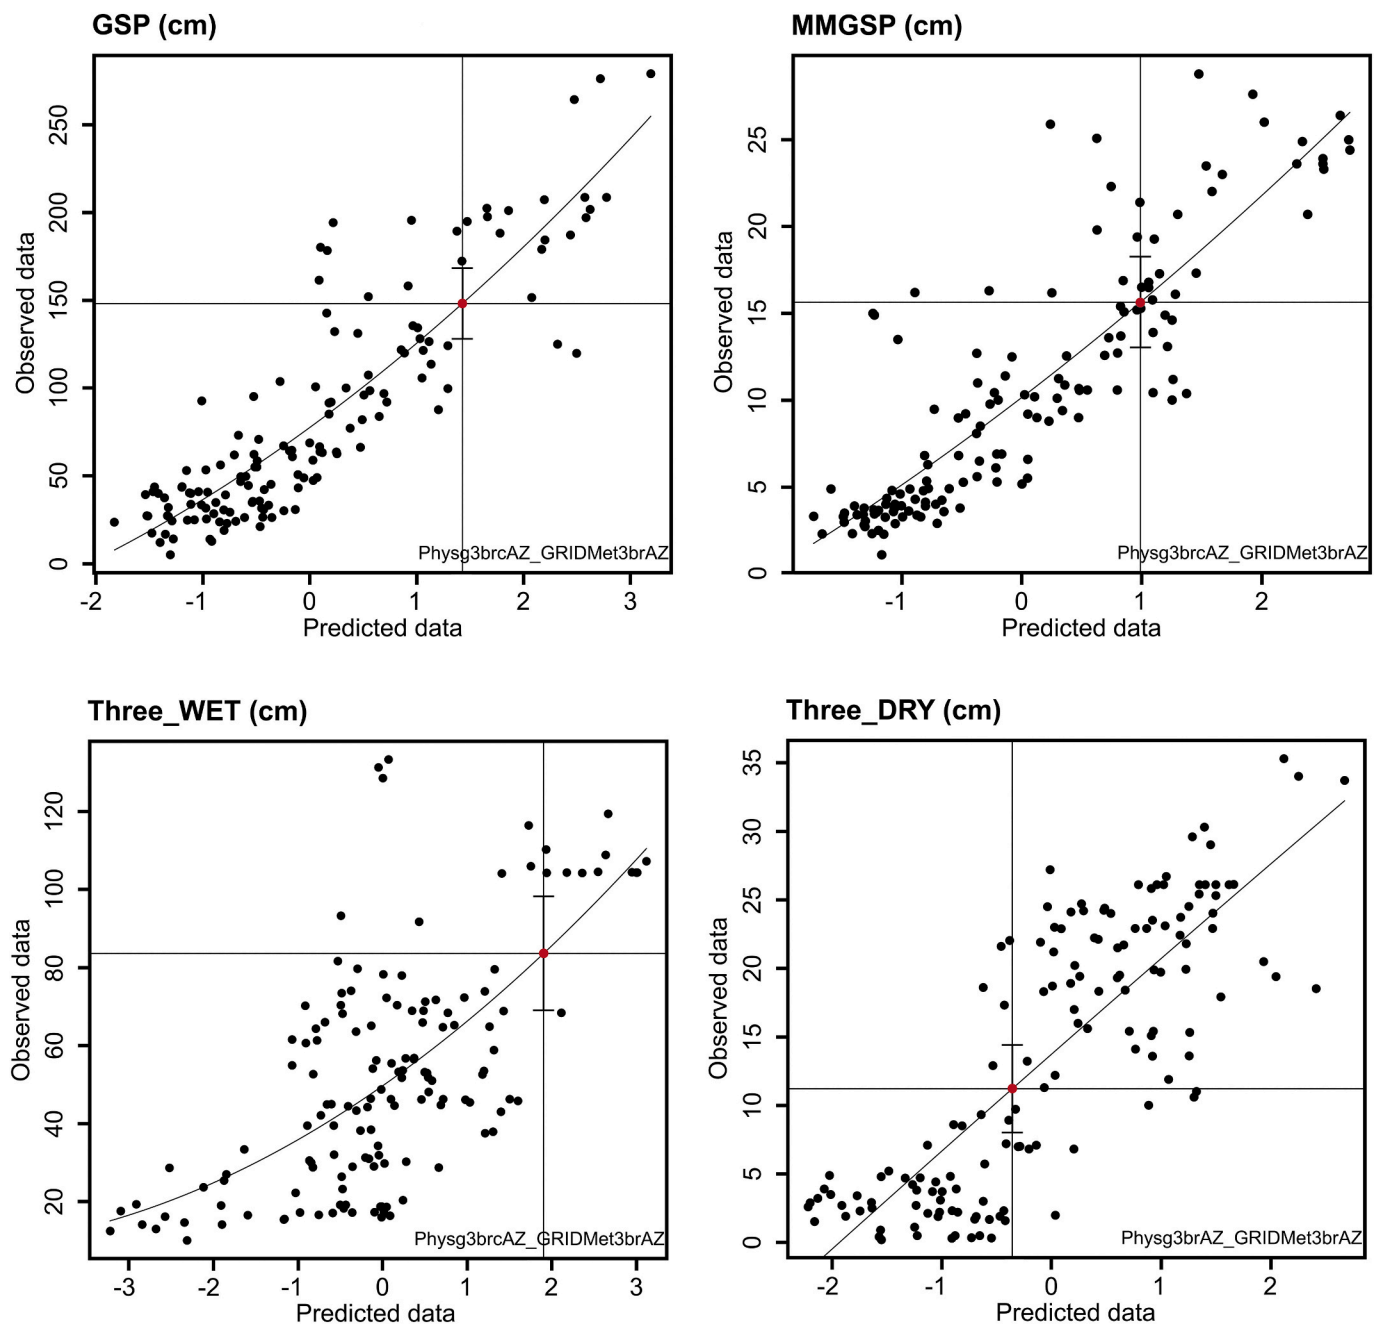 GSP (cm)
Observed data
250
200
150
100
50
0
Physg3brcAZ_GRIDMet3brAZ
-2 -1 0 1 2 3
Predicted data
MMGSP (cm)
Observed data
25
20
15
10
5
0
Physg3brcAZ_GRIDMet3brAZ
-1 0 1 2
Predicted data
Three_WET (cm)
Observed data
120
100
80
60
40
20
Physg3brcAZ_GRIDMet3brAZ
-3 -2 -1 0 1 2 3
Predicted data
Three_DRY (cm)
Observed data
35
30
25
20
15
10
5
0
Physg3brAZ_GRIDMet3brAZ
-2 -1 0 1 2
Predicted data